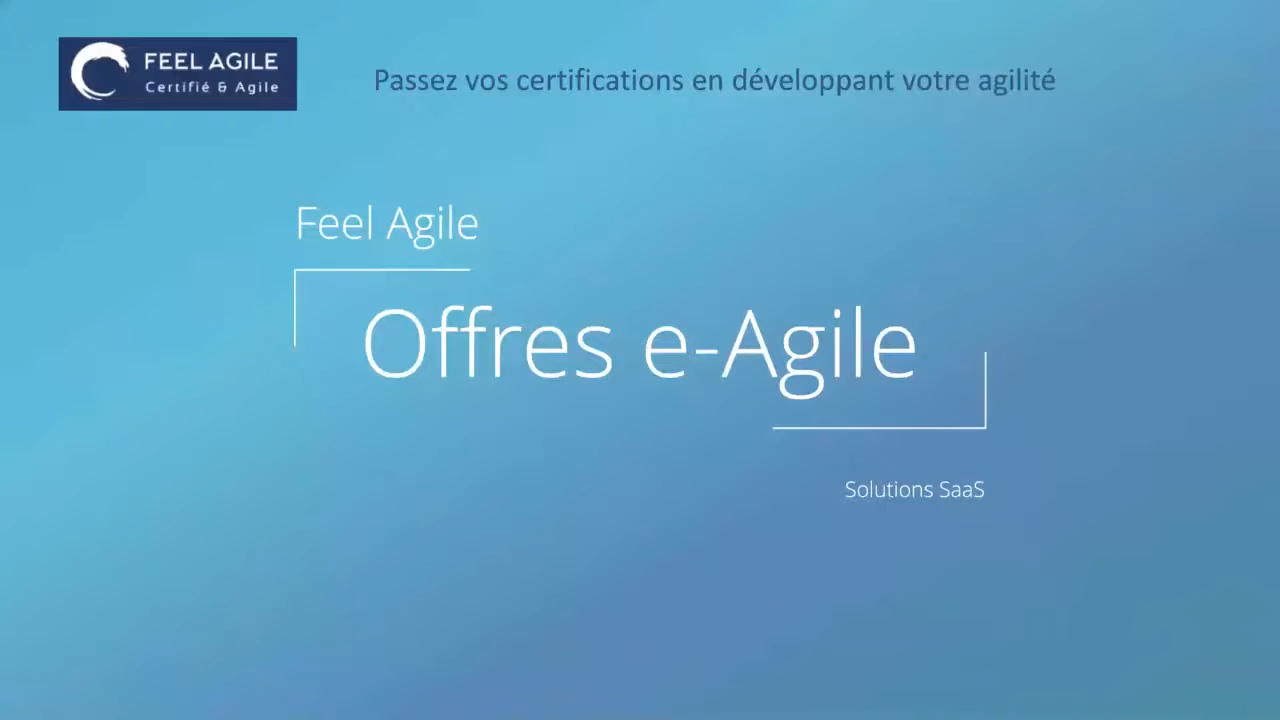 FEEL AGILE
Certifié & Agile
Passez vos certifications en développant votre agilité
Feel Agile
Offres e-Agile
Solutions SaaS